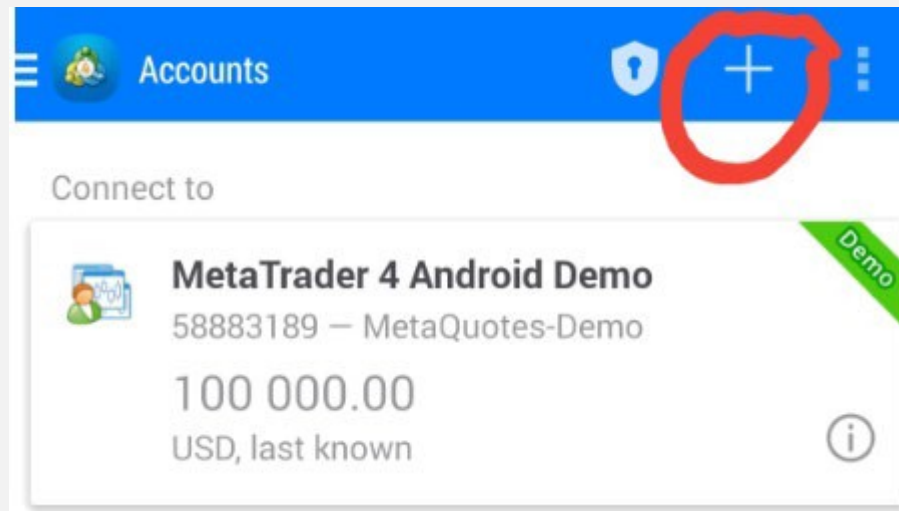 Accounts
Connect to
MetaTrader 4 Android Demo
Demo
58883189 — MetaQuotes-Demo
100 000.00
USD, last known